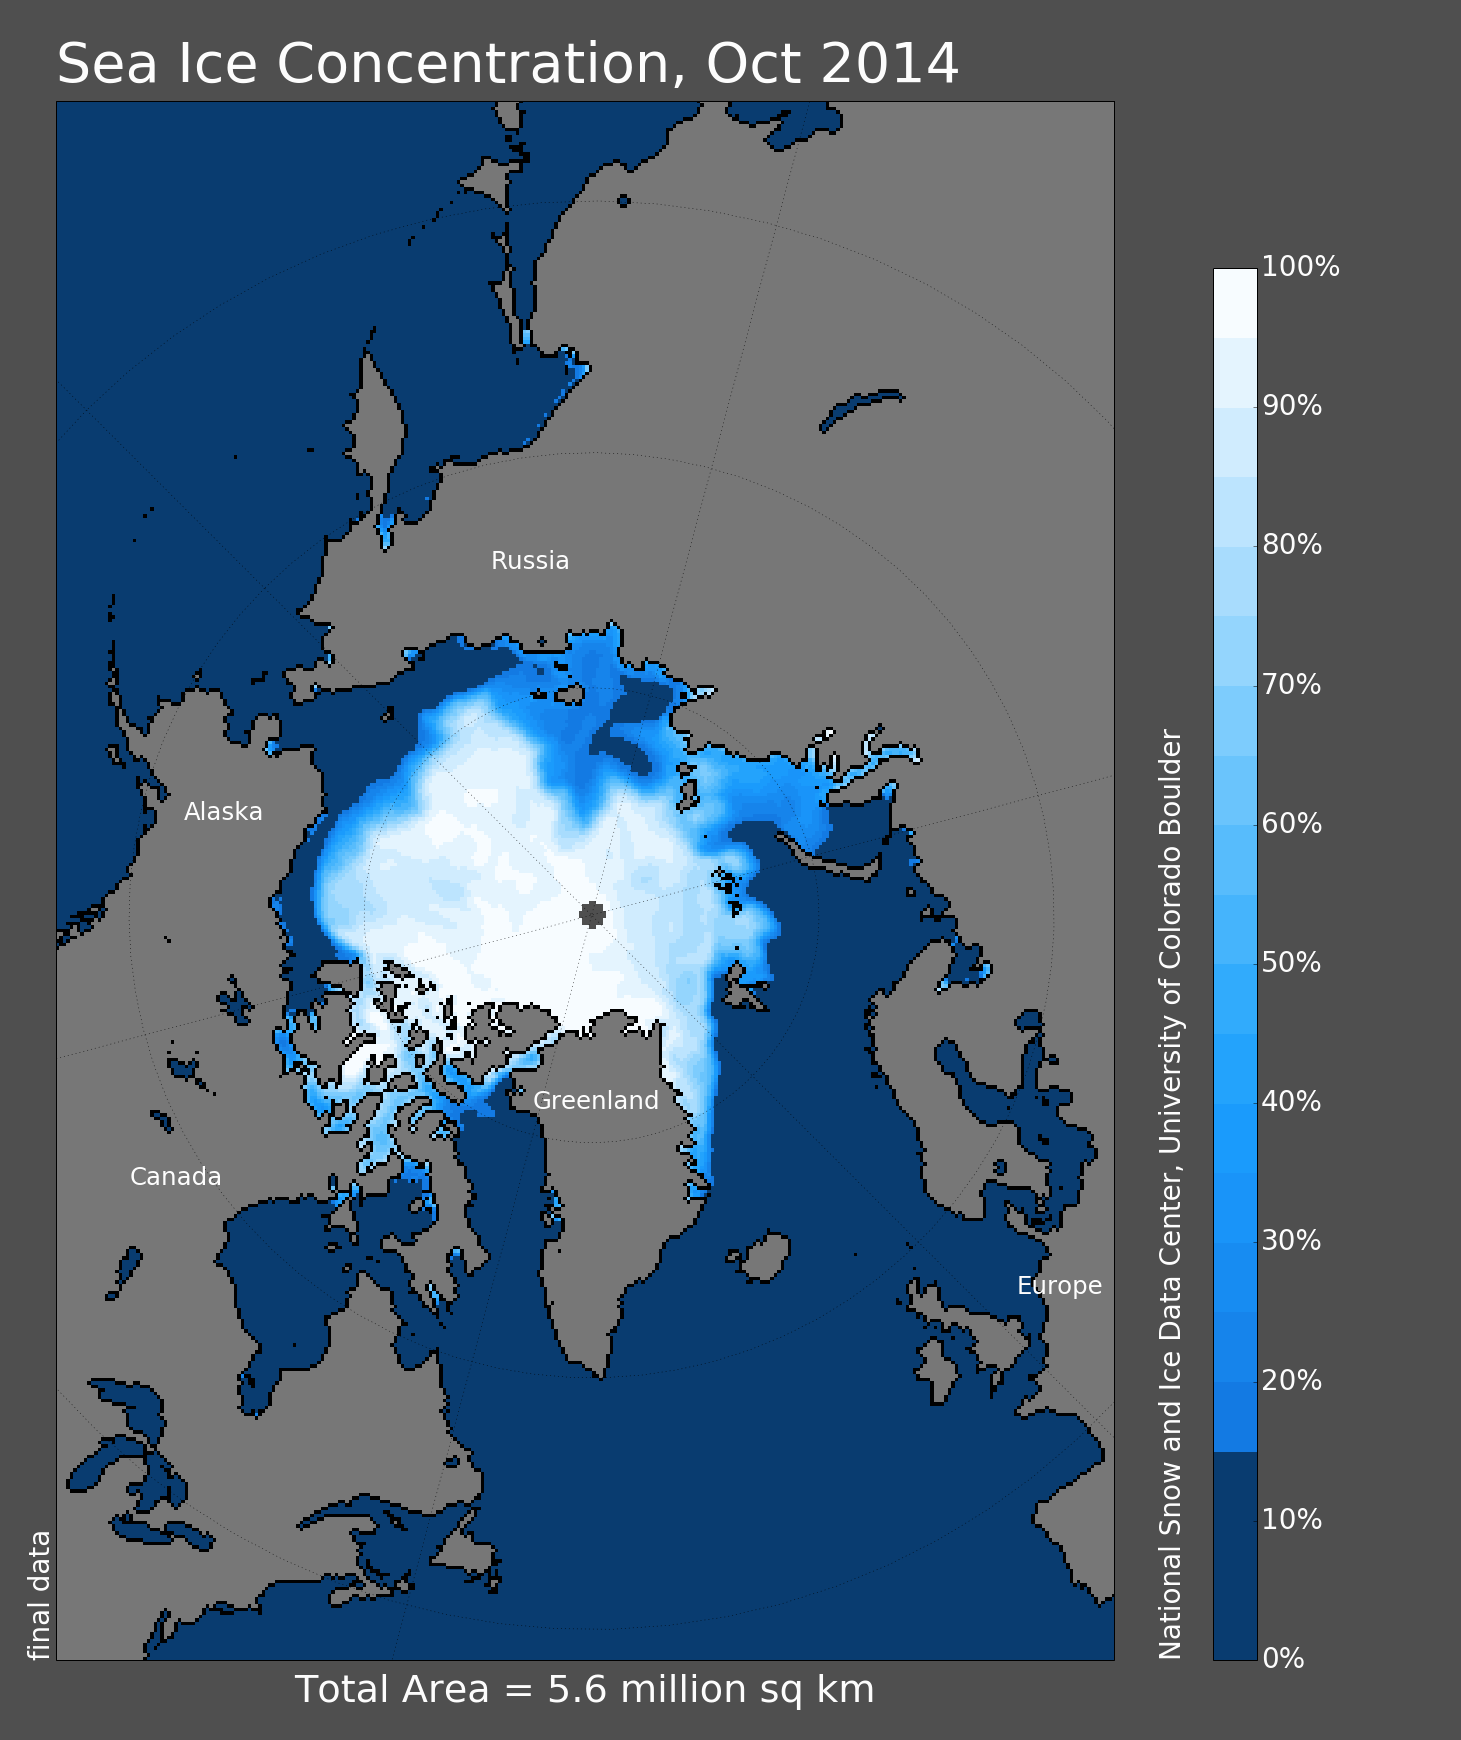 Sea Ice Concentration, Oct 2014
Russia
Alaska
Canada
Greenland
Europe
100%
90%
80%
70%
60%
50%
40%
30%
20%
10%
0%
National Snow and Ice Data Center, University of Colorado Boulder
final data
Total Area = 5.6 million sq km